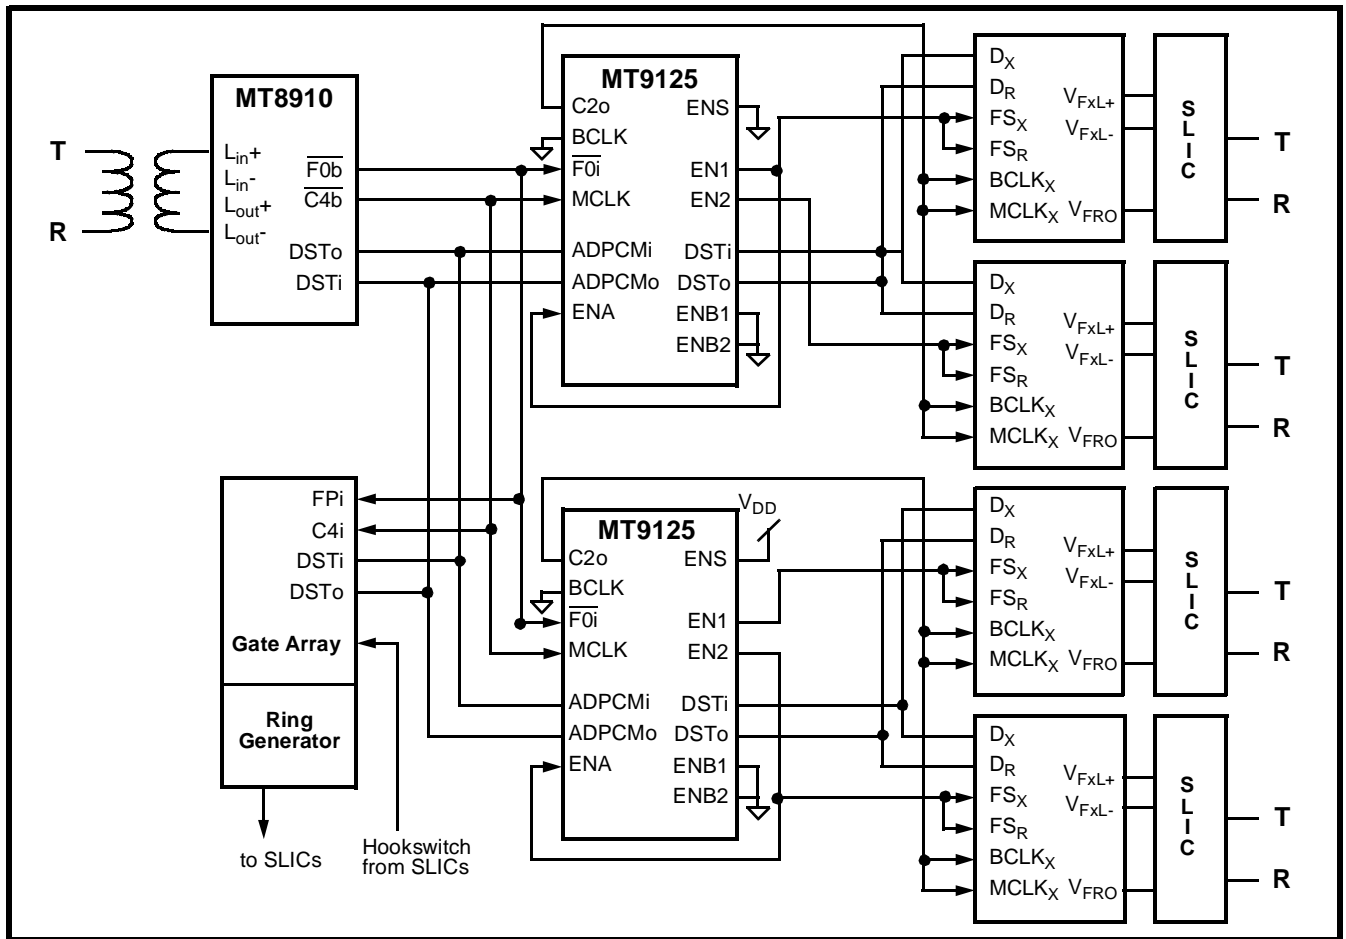 T
R
MT8910
Lin+
Lin-
Lout+
Lout-
F0b
C4b
DSTo
DSTi
MT9125
C2o
BCLK
F0i
MCLK
ADPCMi
ADPCMo
ENA
ENS
EN1
EN2
DSTi
DSTo
ENB1
ENB2
DX
DR
FSX
FSR
BCLKX
MCLKX
VFxL+
VFxL-
VFRO
SLIC
T
R
DX
DR
FSX
FSR
BCLKX
MCLKX
VFxL+
VFxL-
VFRO
SLIC
T
R
FPi
C4i
DSTi
DSTo
Gate Array
Ring
Generator
to SLICs
Hookswitch
from SLICs
MT9125
C2o
BCLK
F0i
MCLK
ADPCMi
ADPCMo
ENA
VDD
ENS
EN1
EN2
DSTi
DSTo
ENB1
ENB2
DX
DR
FSX
FSR
BCLKX
MCLKX
VFxL+
VFxL-
VFRO
SLIC
T
R
DX
DR
FSX
FSR
BCLKX
MCLKX
VFxL+
VFxL-
VFRO
SLIC
T
R